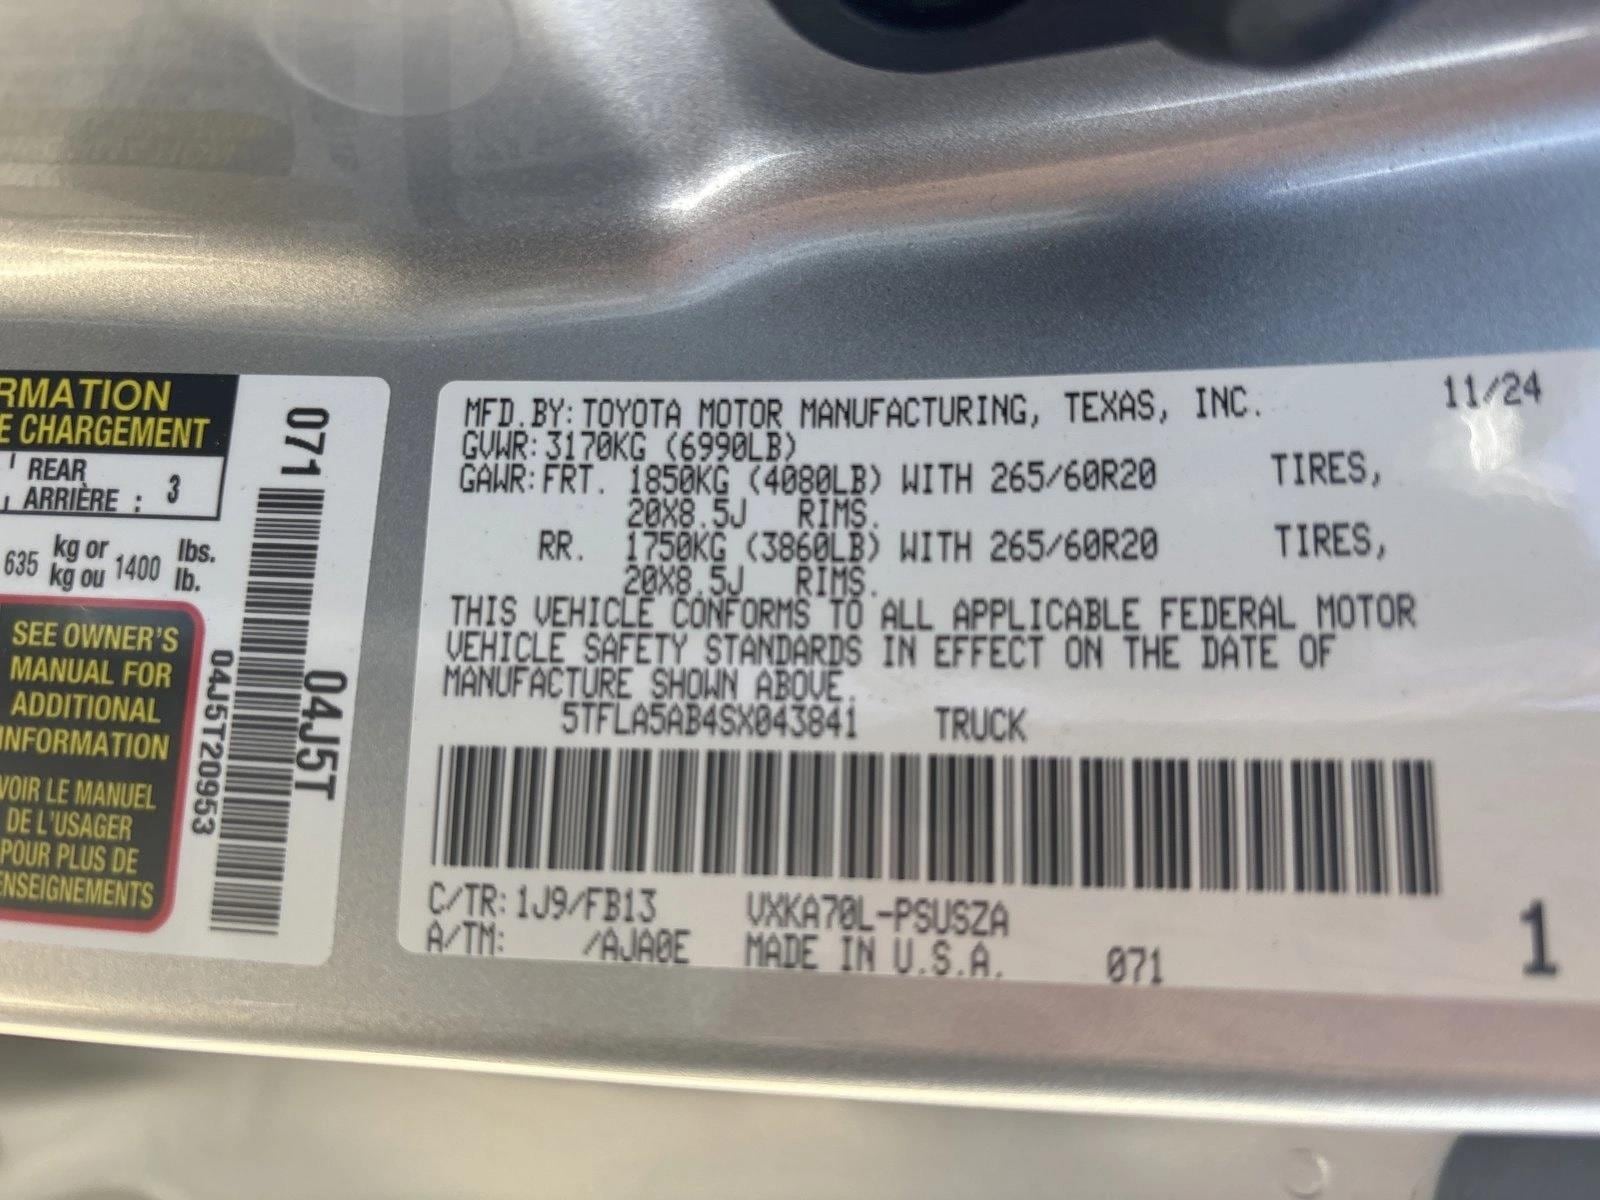 RMATION
E CHARGEMENT
REAR
ARRIÈRE : 3
635 kg or 1400 lbs.
kg ou lb.
SEE OWNER'S
MANUAL FOR
ADDITIONAL
INFORMATION
VOIR LE MANUEL
DE L'USAGER
POUR PLUS DE
ENSEIGNEMENTS
071
04J5T
04J5T20953
MFD.BY:TOYOTA MOTOR MANUFACTURING, TEXAS, INC. 11/24
GVWR:3170KG (6990LB)
GAWR:FRT. 1850KG (4080LB) WITH 265/60R20 TIRES,
20X8.5J RIMS.
RR. 1750KG (3860LB) WITH 265/60R20 TIRES,
20X8.5J RIMS.
THIS VEHICLE CONFORMS TO ALL APPLICABLE FEDERAL MOTOR
VEHICLE SAFETY STANDARDS IN EFFECT ON THE DATE OF
MANUFACTURE SHOWN ABOVE.
5TFLA5AB4SX043841 TRUCK
C/TR:1J9/FB13 VXKA70L-PSUSZA
A/TM: /AJA0E MADE IN U.S.A. 071
1